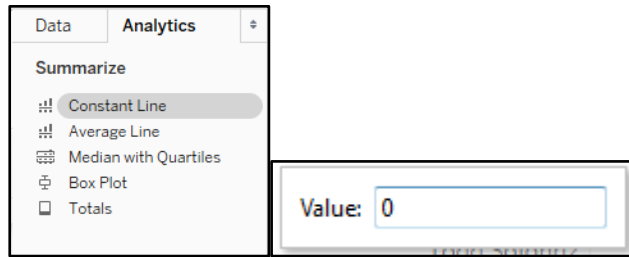 Data Analytics
Summarize
Constant Line
Average Line
Median with Quartiles
Box Plot
Totals
Value: 0